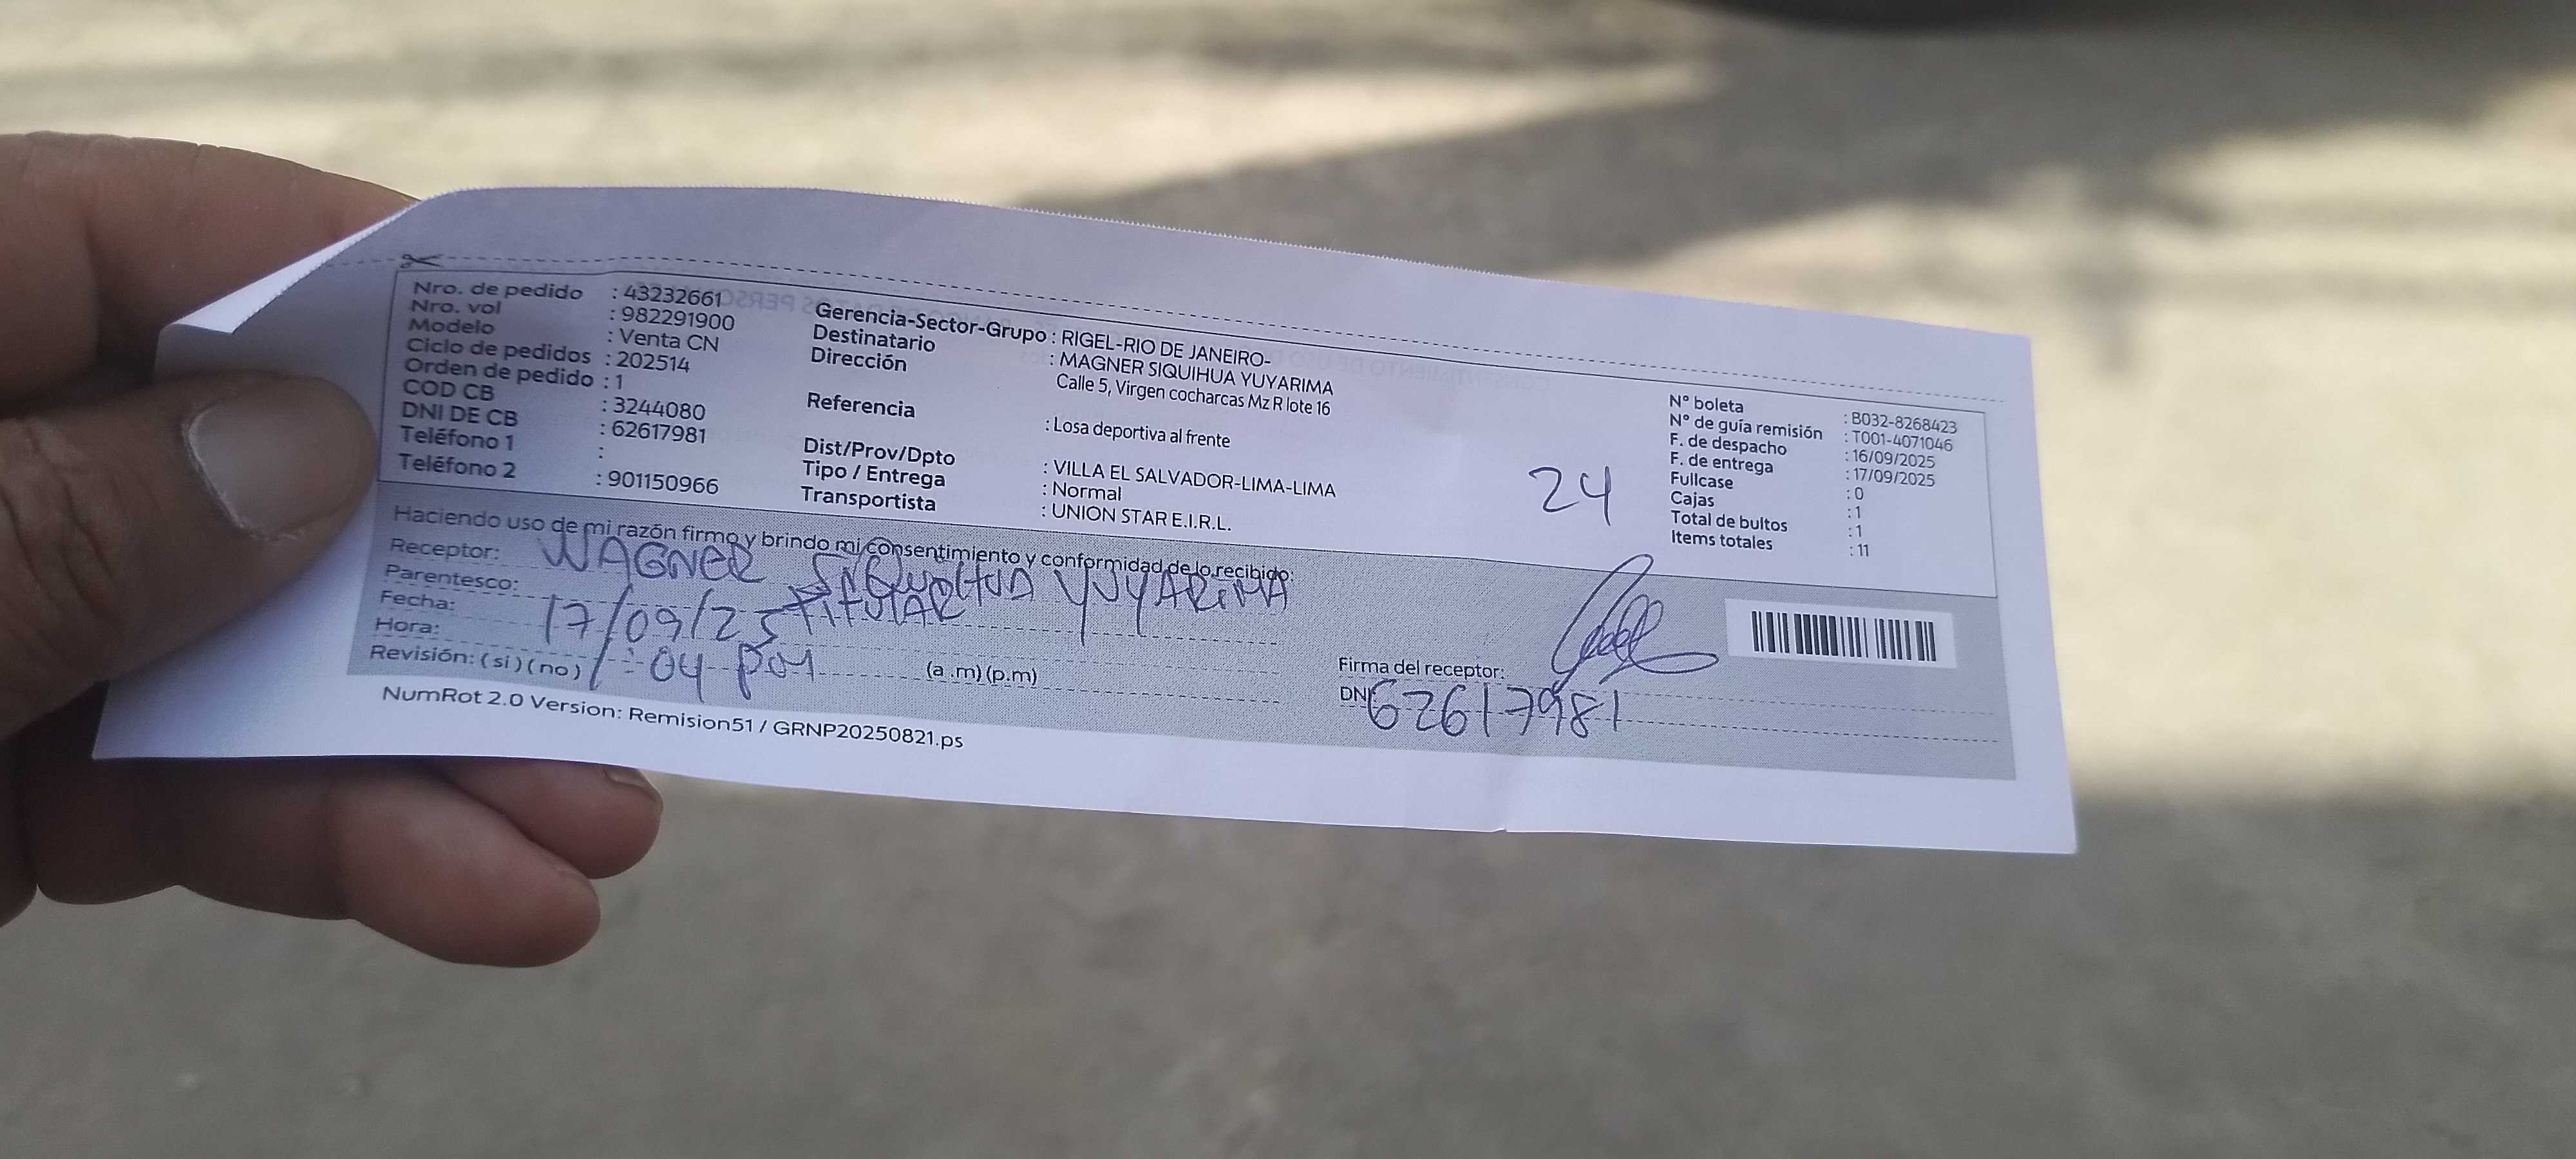 Nro. de pedido : 43232661
Nro. vol : 982291900
Modelo : Venta CN
Ciclo de pedidos : 202514
Orden de pedido : 1
COD CB : 3244080
DNI DE CB : 62617981
Teléfono 1 :
Teléfono 2 : 901150966
Gerencia-Sector-Grupo : RIGEL-RIO DE JANEIRO-
Destinatario : MAGNER SIQUIHUA YUYARIMA
Dirección Calle 5, Virgen cocharcas Mz R lote 16
Referencia : Losa deportiva al frente
Dist/Prov/Dpto : VILLA EL SALVADOR-LIMA-LIMA
Tipo / Entrega : Normal
Transportista : UNION STAR E.I.R.L.
24
N° boleta : B032-8268423
N° de guía remisión : T001-4071046
F. de despacho : 16/09/2025
F. de entrega : 17/09/2025
Fullcase : 0
Cajas : 1
Total de bultos : 1
Items totales : 11
Haciendo uso de mi razón firmo y brindo mi consentimiento y conformidad de lo recibido:
Receptor: WAGNER YUYARIMA
Parentesco: TITULAR
Fecha: 17/09/25
Hora: 1:04 pm (a .m) (p.m)
Revisión: ( si ) ( no )
Firma del receptor:
DNI: 62617981
NumRot 2.0 Version: Remision51 / GRNP20250821.ps